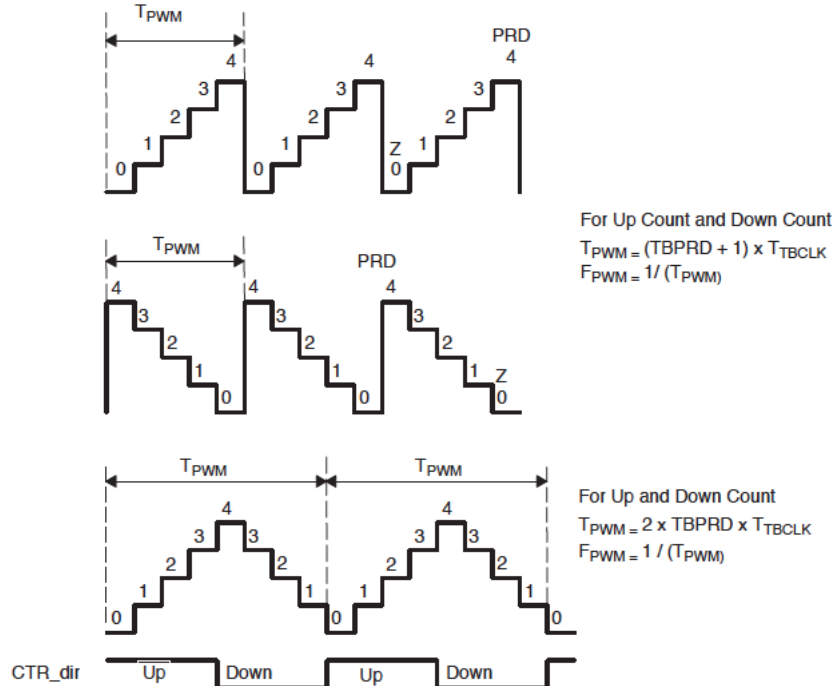 TPWM
PRD
4 4 4
3 3 3
2 2 2
1 1 Z 1
0 0 0
For Up Count and Down Count
TPWM = (TBPRD + 1) x TTBCLK
FPWM = 1/ (TPWM)
TPWM PRD
4 4 4
3 3 3
2 2 2
1 1 1 Z
0 0 0
TPWM TPWM
For Up and Down Count
TPWM = 2 x TBPRD x TTBCLK
FPWM = 1 / (TPWM)
4 4
3 3 3 3
2 2 2 2
1 1 1 1
0 0 0
CTR_dir Up Down Up Down